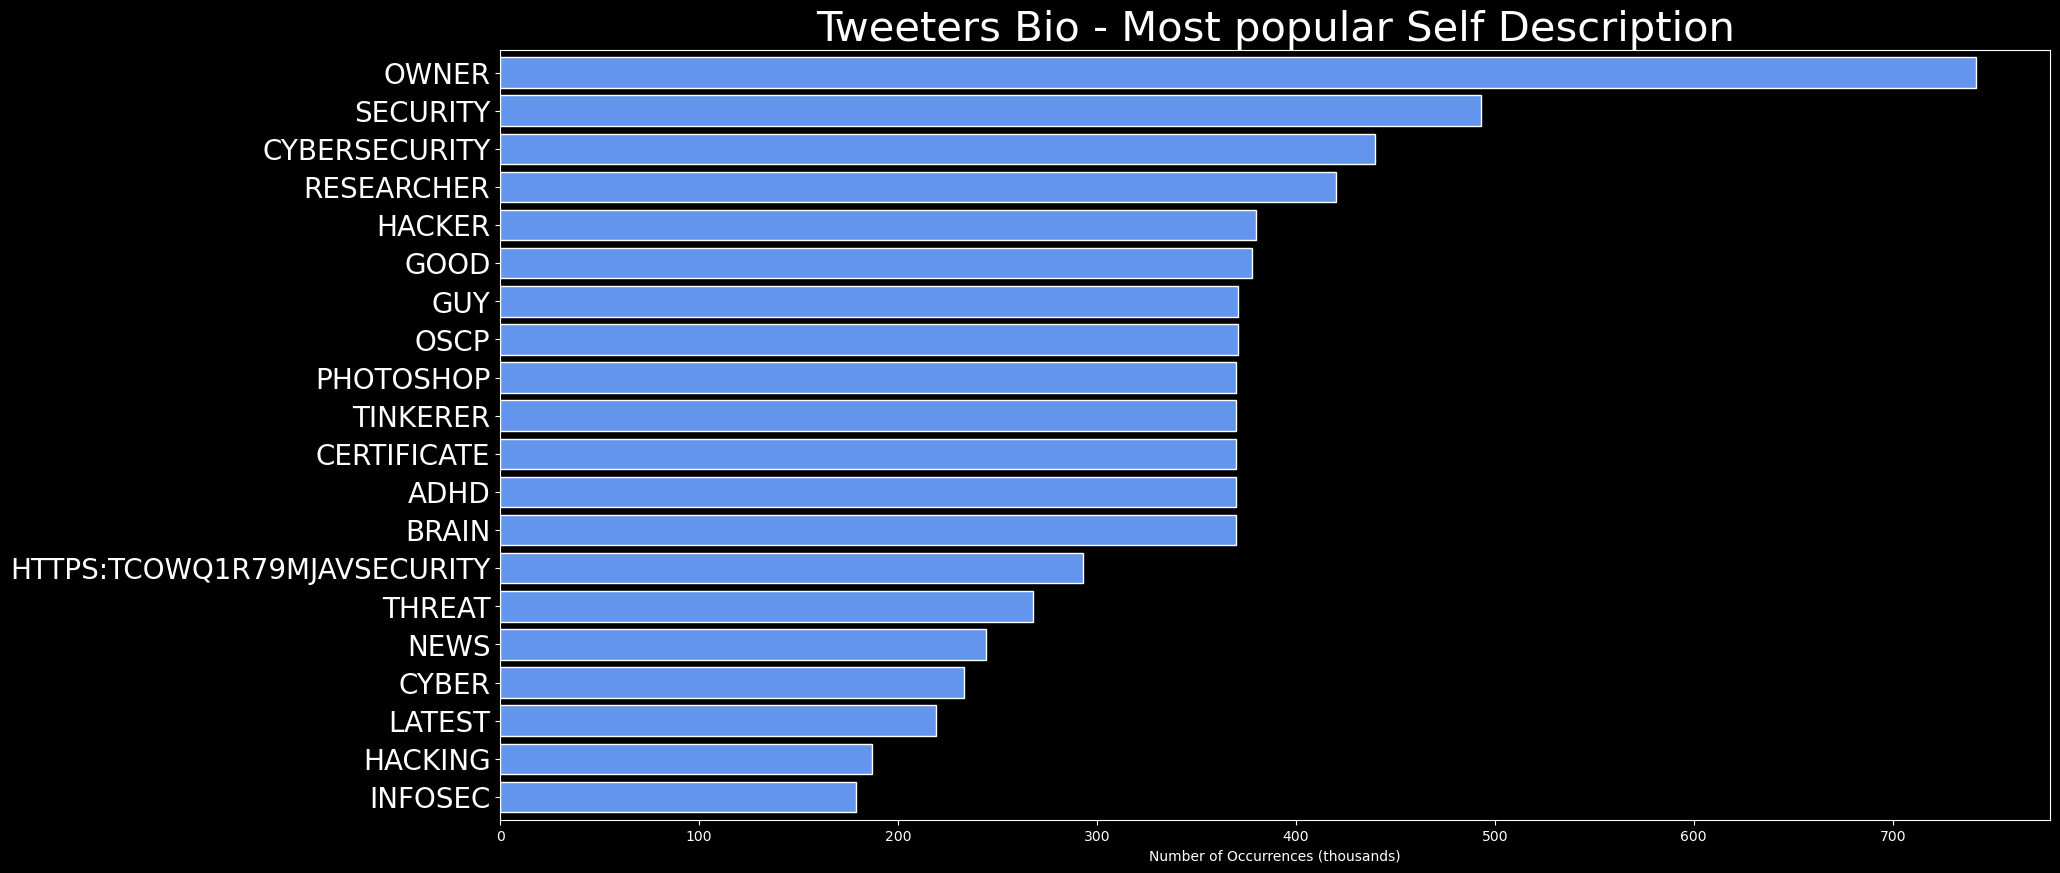 Tweeters Bio - Most popular Self Description
OWNER
SECURITY
CYBERSECURITY
RESEARCHER
HACKER
GOOD
GUY
OSCP
PHOTOSHOP
TINKERER
CERTIFICATE
ADHD
BRAIN
HTTPS:TCOWQ1R79MJAVSECURITY
THREAT
NEWS
CYBER
LATEST
HACKING
INFOSEC
0 100 200 300 400 500 600 700
Number of Occurrences (thousands)